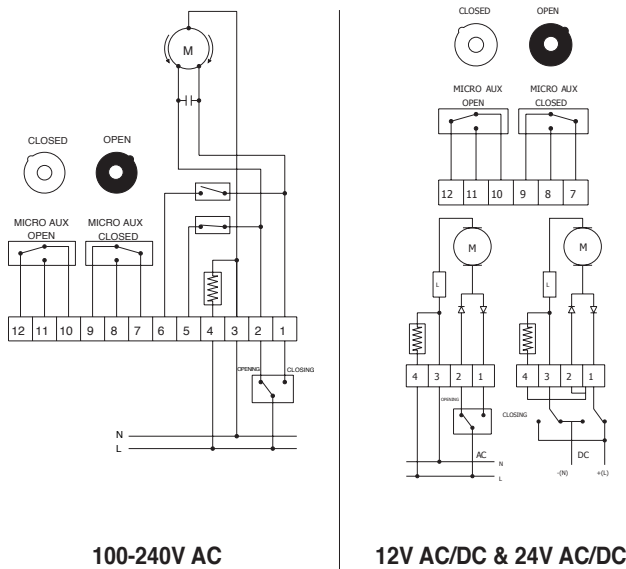 M
CLOSED OPEN
MICRO AUX MICRO AUX
OPEN CLOSED
12 11 10 9 8 7 6 5 4 3 2 1
OPENING CLOSING
N
L
100-240V AC
CLOSED OPEN
MICRO AUX MICRO AUX
OPEN CLOSED
12 11 10 9 8 7
M M
L L
4 3 2 1 4 3 2 1
OPENING
CLOSING
AC DC
N -(N) +(L)
L
12V AC/DC & 24V AC/DC